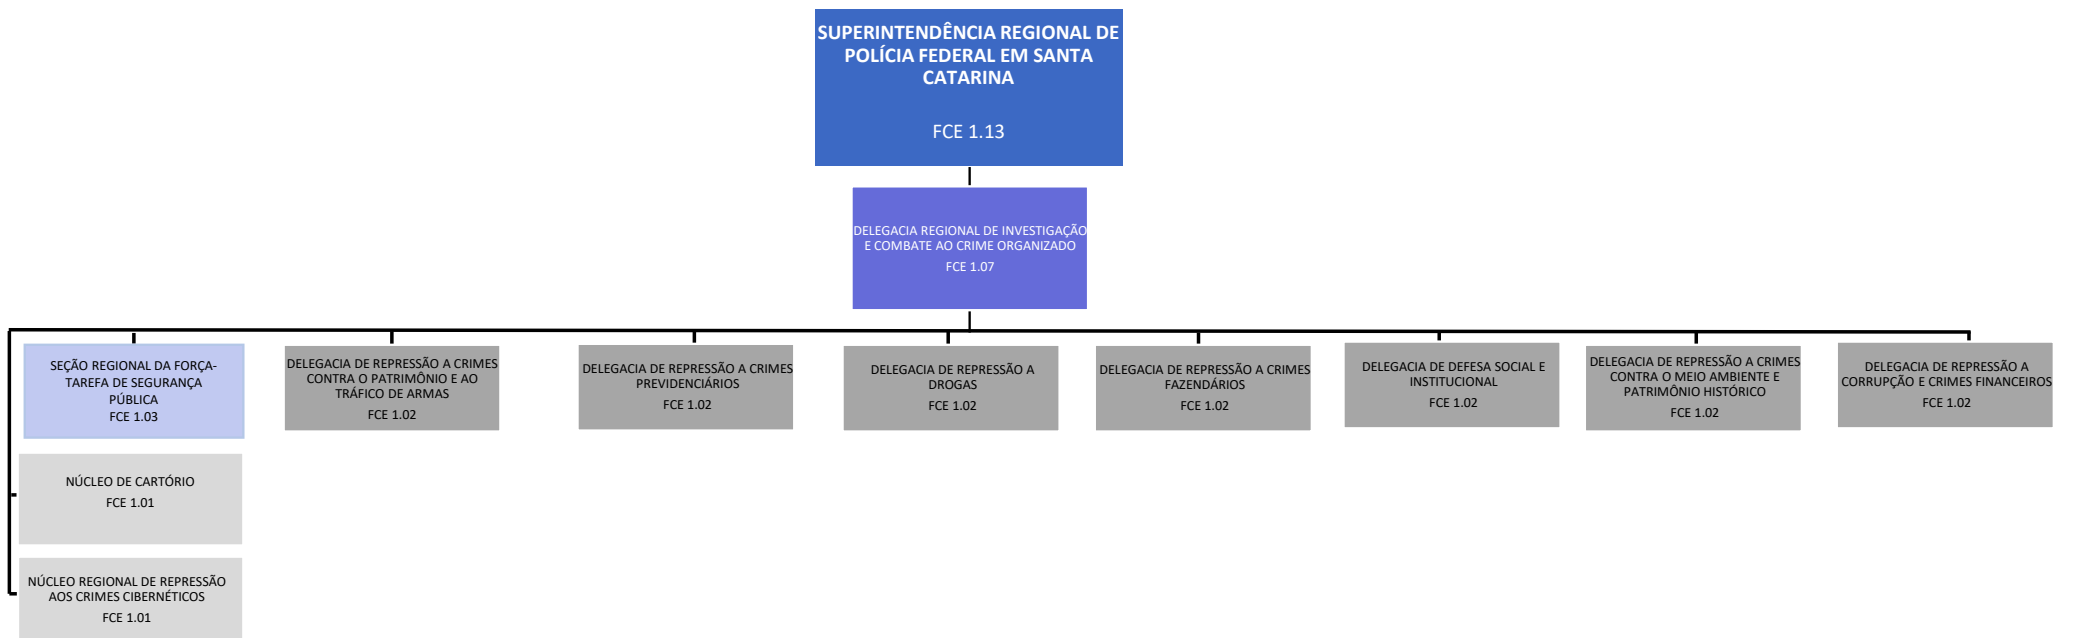 SUPERINTENDÊNCIA REGIONAL DE
POLÍCIA FEDERAL EM SANTA
CATARINA
FCE 1.13
DELEGACIA REGIONAL DE INVESTIGAÇÃO
E COMBATE AO CRIME ORGANIZADO
FCE 1.07
SEÇÃO REGIONAL DA FORÇA-
TAREFA DE SEGURANÇA
PÚBLICA
FCE 1.03
DELEGACIA DE REPRESSÃO A CRIMES
CONTRA O PATRIMÔNIO E AO
TRÁFICO DE ARMAS
FCE 1.02
DELEGACIA DE REPRESSÃO A CRIMES
PREVIDENCIÁRIOS
FCE 1.02
DELEGACIA DE REPRESSÃO A
DROGAS
FCE 1.02
DELEGACIA DE REPRESSÃO A CRIMES
FAZENDÁRIOS
FCE 1.02
DELEGACIA DE DEFESA SOCIAL E
INSTITUCIONAL
FCE 1.02
DELEGACIA DE REPRESSÃO A CRIMES
CONTRA O MEIO AMBIENTE E
PATRIMÔNIO HISTÓRICO
FCE 1.02
DELEGACIA DE REPRESSÃO A
CORRUPÇÃO E CRIMES FINANCEIROS
FCE 1.02
NÚCLEO DE CARTÓRIO
FCE 1.01
NÚCLEO REGIONAL DE REPRESSÃO
AOS CRIMES CIBERNÉTICOS
FCE 1.01